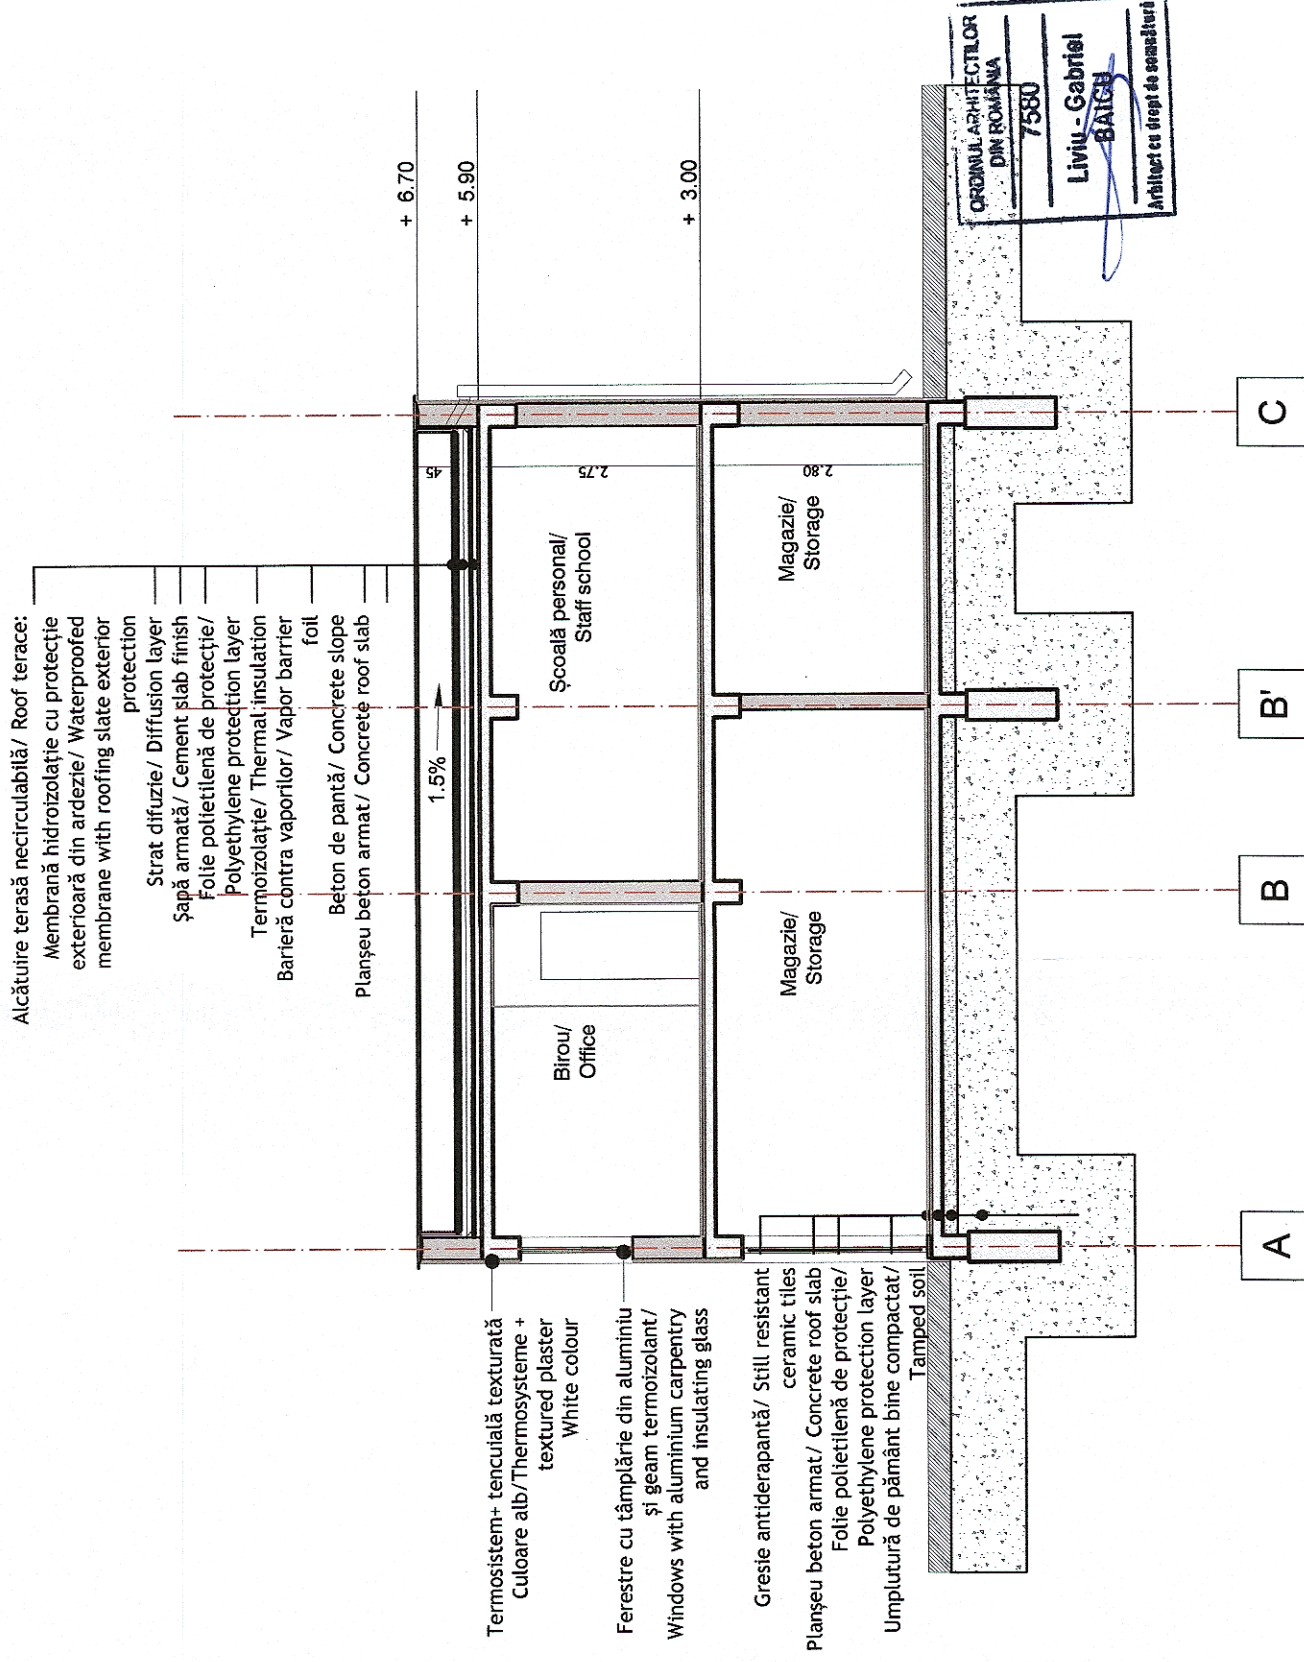 Alcătuire terasă necirculabilă/ Roof terace:
Membrană hidroizolație cu protecție
exterioară din ardezie/ Waterproofed
membrane with roofing slate exterior
protection
Strat difuzie/ Diffusion layer
Șapă armată/ Cement slab finish
Folie polietilenă de protecție/
Polyethylene protection layer
Termoizolație/ Thermal insulation
Barieră contra vaporilor/ Vapor barrier
foil
Beton de pantă/ Concrete slope
Planșeu beton armat/ Concrete roof slab
+ 6.70
+ 5.90
+ 3.00
1.5%
45
2.75
2.80
Birou/
Office
Școală personal/
Staff school
Magazie/
Storage
Magazie/
Storage
Termosistem+ tencuială texturată
Culoare alb/Thermosysteme +
textured plaster
White colour
Ferestre cu tâmplărie din aluminiu
și geam termoizolant/
Windows with aluminium carpentry
and insulating glass
Gresie antiderapantă/ Still resistant
ceramic tiles
Planșeu beton armat/ Concrete roof slab
Folie polietilenă de protecție/
Polyethylene protection layer
Umplutură de pământ bine compactat/
Tamped soil
A
B
B'
C
ORDINUL ARHITECȚILOR
DIN ROMÂNIA
7580
Liviu - Gabriel
BAICU
Arhitect cu drept de semnătură